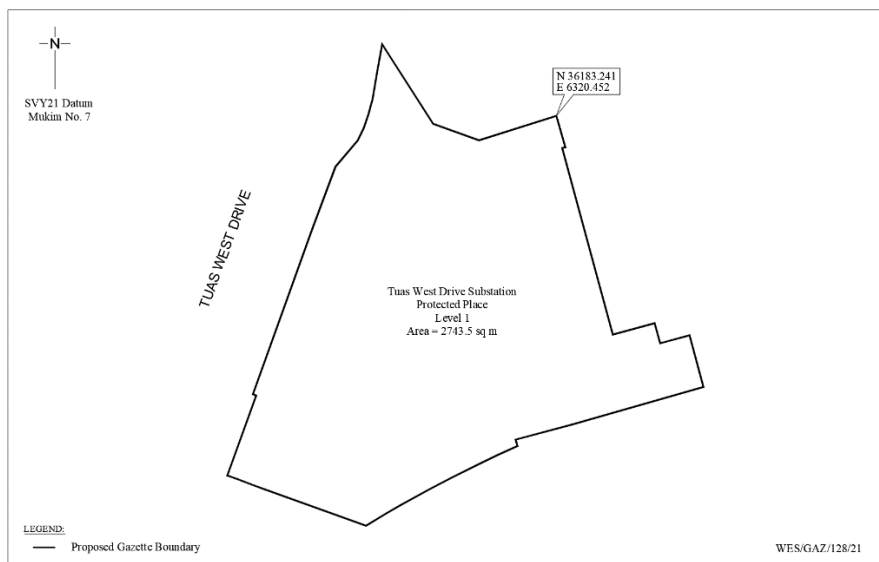 N
SVY21 Datum
Mukim No. 7
N 36183.241
E 6320.452
TUAS WEST DRIVE
Tuas West Drive Substation
Protected Place
Level 1
Area = 2743.5 sq m
LEGEND:
Proposed Gazette Boundary
WES/GAZ/128/21